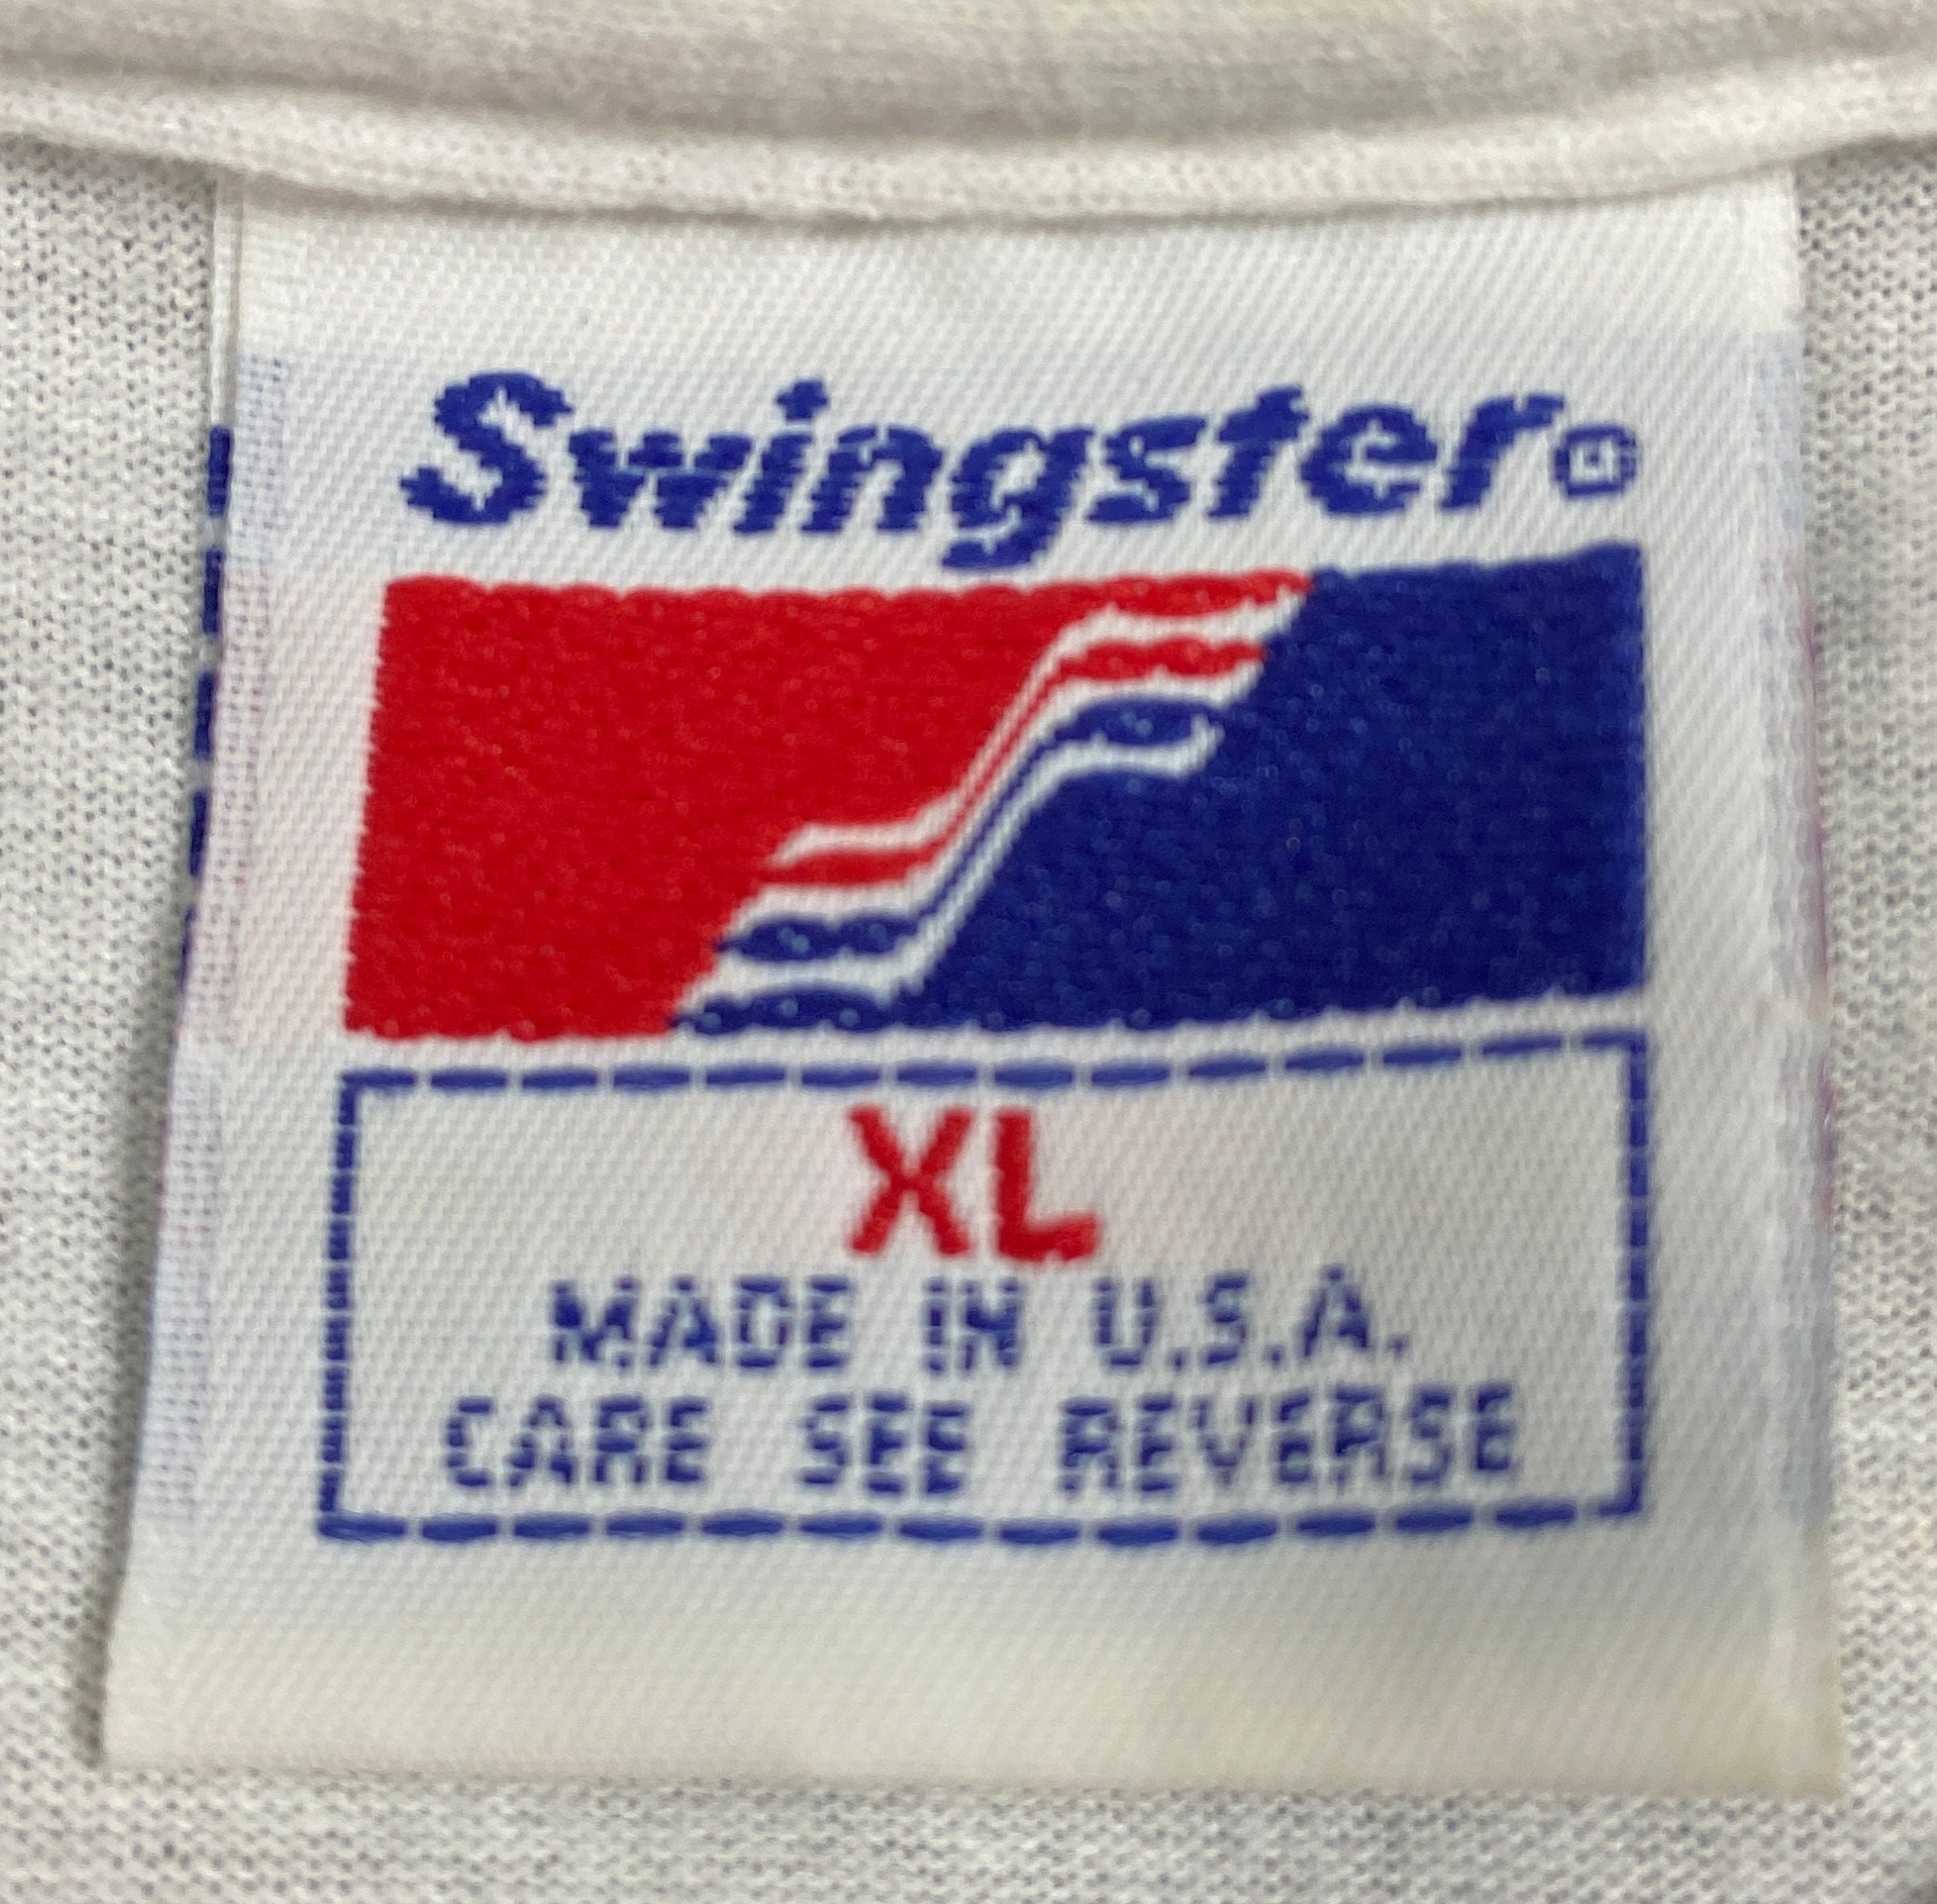 Swingster®
XL
MADE IN U.S.A.
CARE SEE REVERSE